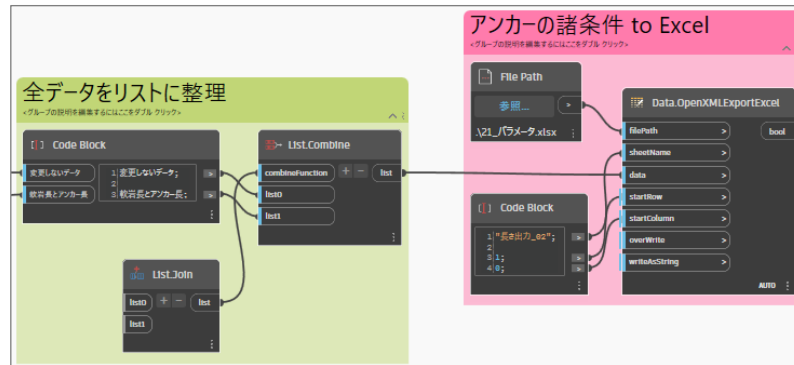 アンカーの諸条件 to Excel
<グループの説明を編集するにはここをダブル クリック>
File Path
参照... >
.\21_パラメータ.xlsx
Data.OpenXMLExportExcel
filePath > bool
sheetName >
data >
startRow >
startColumn >
overWrite >
writeAsString >
AUTO
Code Block
1 "長さ出力_02"; >
2
3 1; >
4 0; >
全データをリストに整理
<グループの説明を編集するにはここをダブル クリック>
Code Block
変更しないデータ 1 変更しないデータ; >
2
軟岩長とアンカー長 3 軟岩長とアンカー長; >
List.Combine
combineFunction + - list
list0
list1
List.Join
list0 + - list
list1